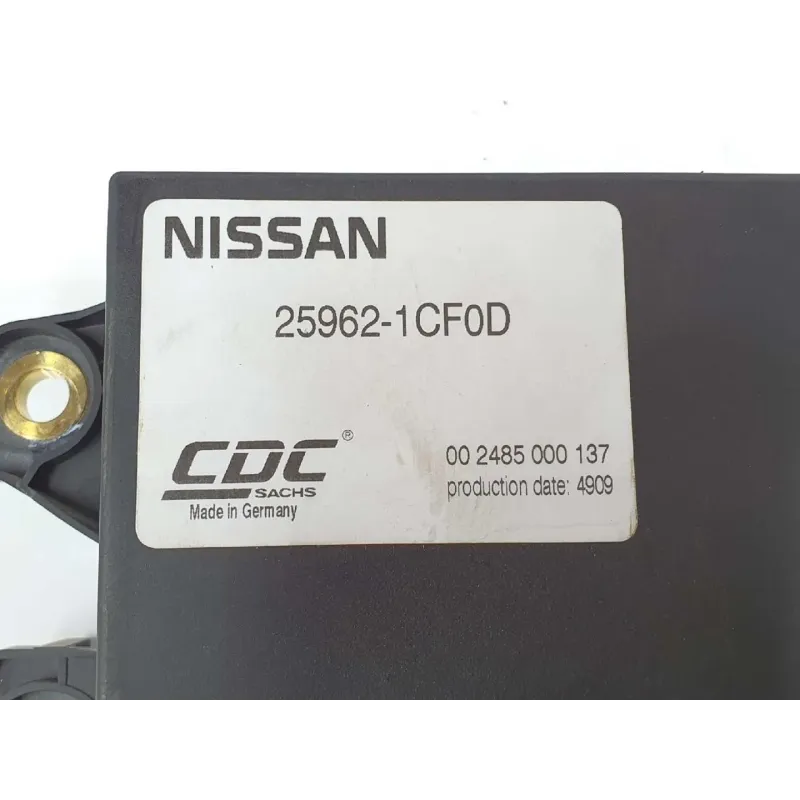 NISSAN
25962-1CF0D
CDC®
SACHS
Made in Germany
00 2485 000 137
production date: 4909